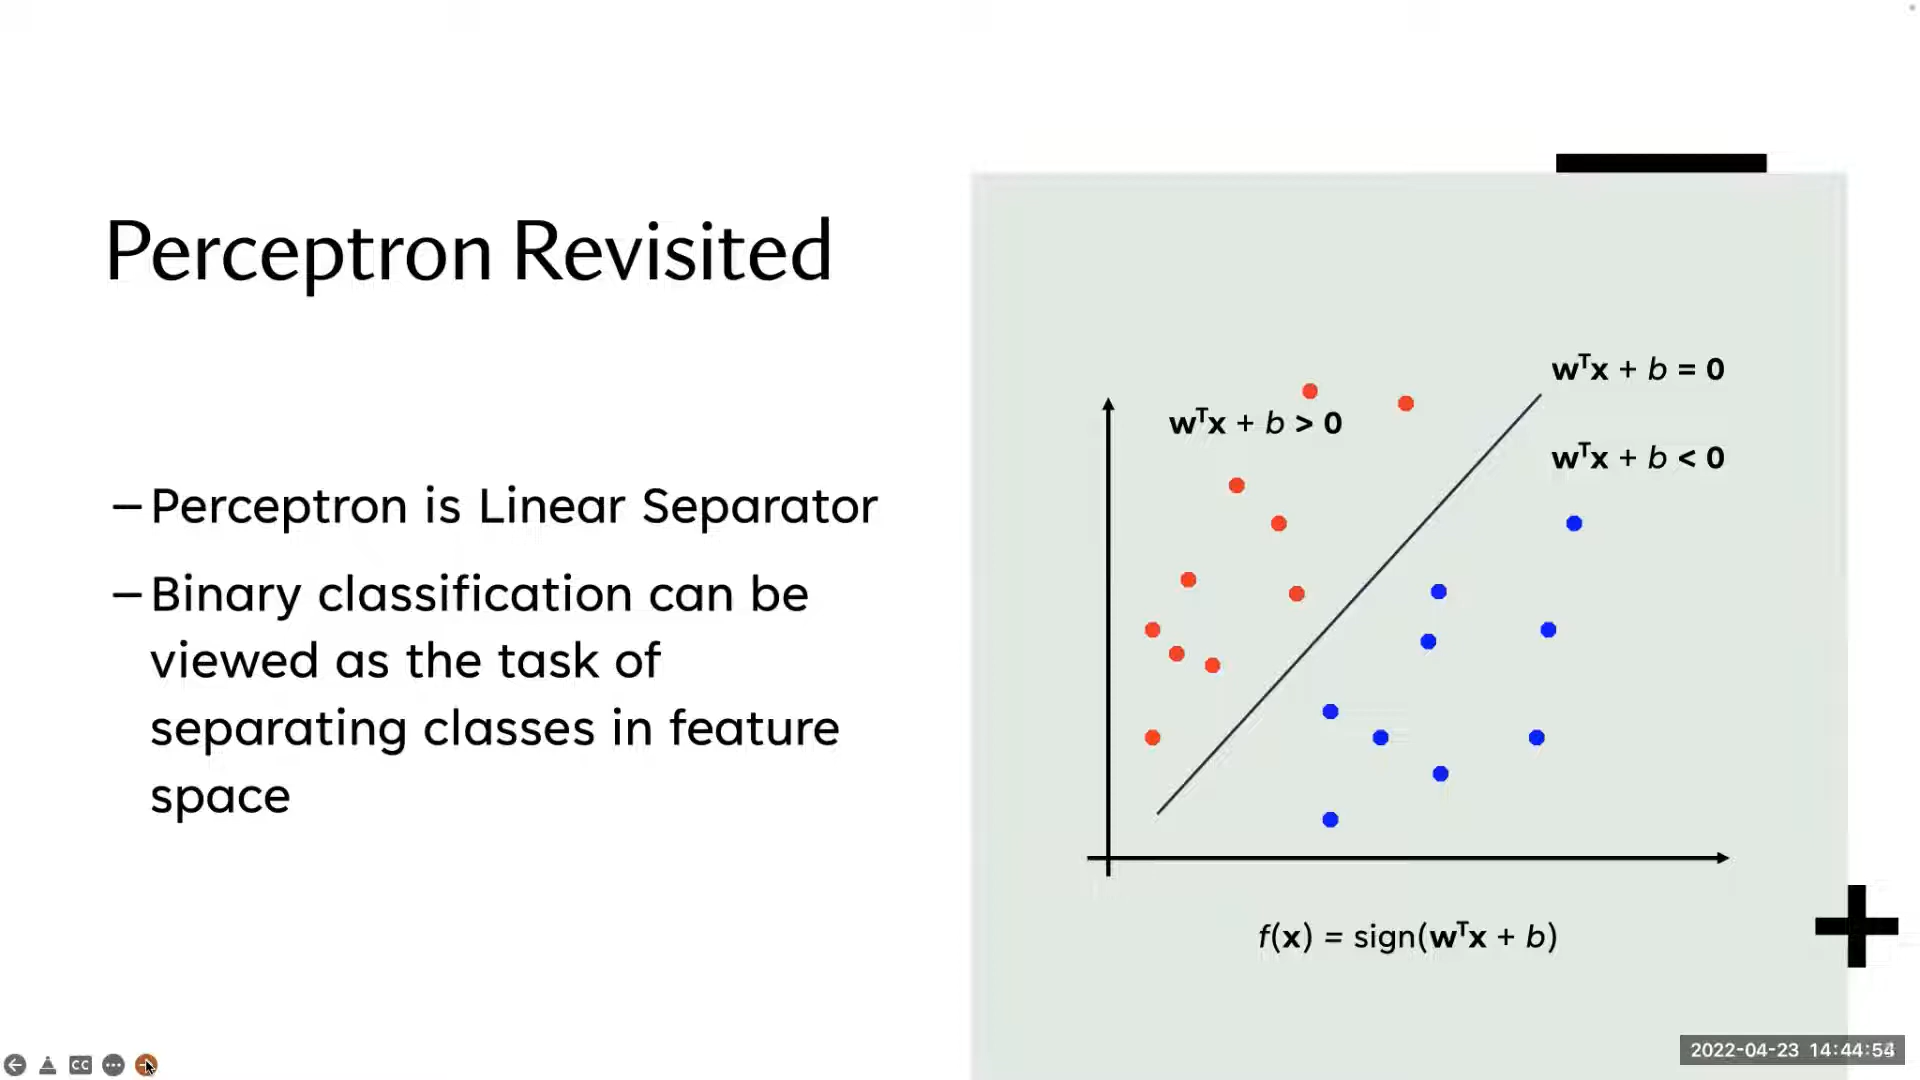 Perceptron Revisited
– Perceptron is Linear Separator
– Binary classification can be
viewed as the task of
separating classes in feature
space
wᵀx + b = 0
wᵀx + b > 0
wᵀx + b < 0
f(x) = sign(wᵀx + b)
CC
2022-04-23 14:44:54